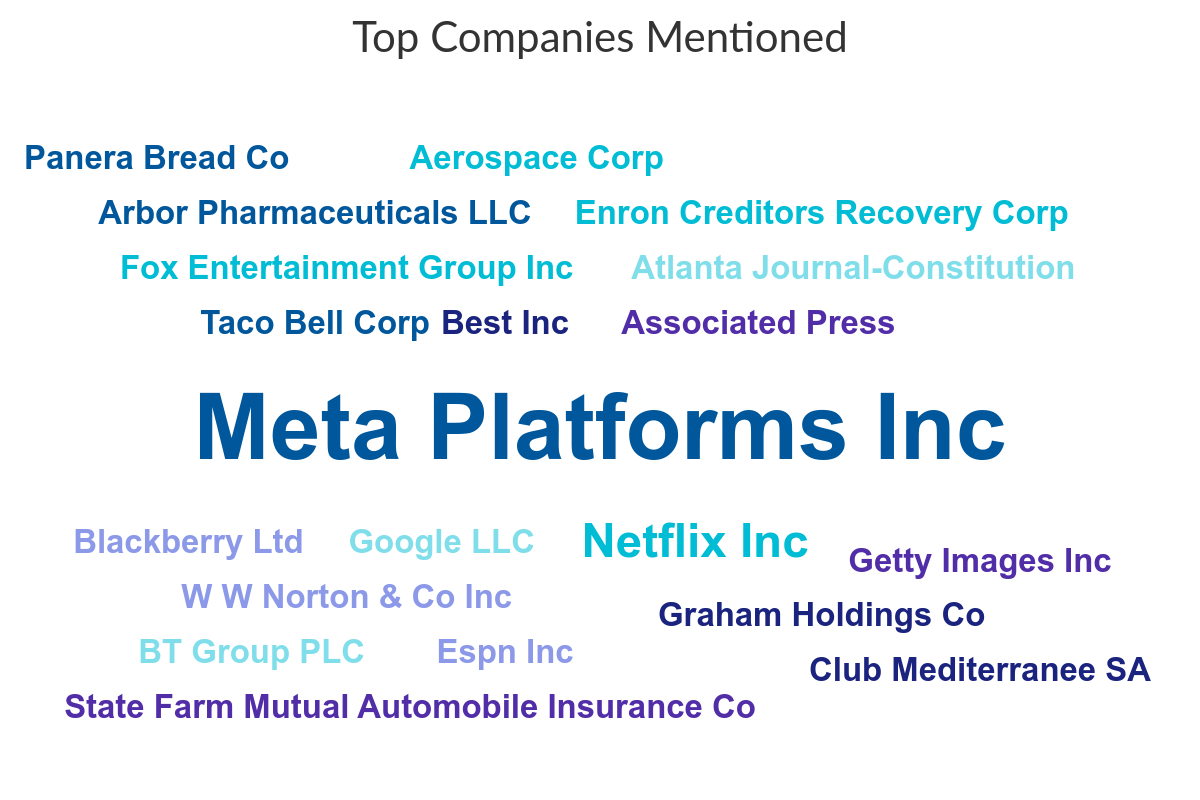 Top Companies Mentioned
Panera Bread Co
Aerospace Corp
Arbor Pharmaceuticals LLC
Enron Creditors Recovery Corp
Fox Entertainment Group Inc
Atlanta Journal-Constitution
Taco Bell Corp
Best Inc
Associated Press
Meta Platforms Inc
Blackberry Ltd
Google LLC
Netflix Inc
Getty Images Inc
W W Norton & Co Inc
Graham Holdings Co
BT Group PLC
Espn Inc
Club Mediterranee SA
State Farm Mutual Automobile Insurance Co